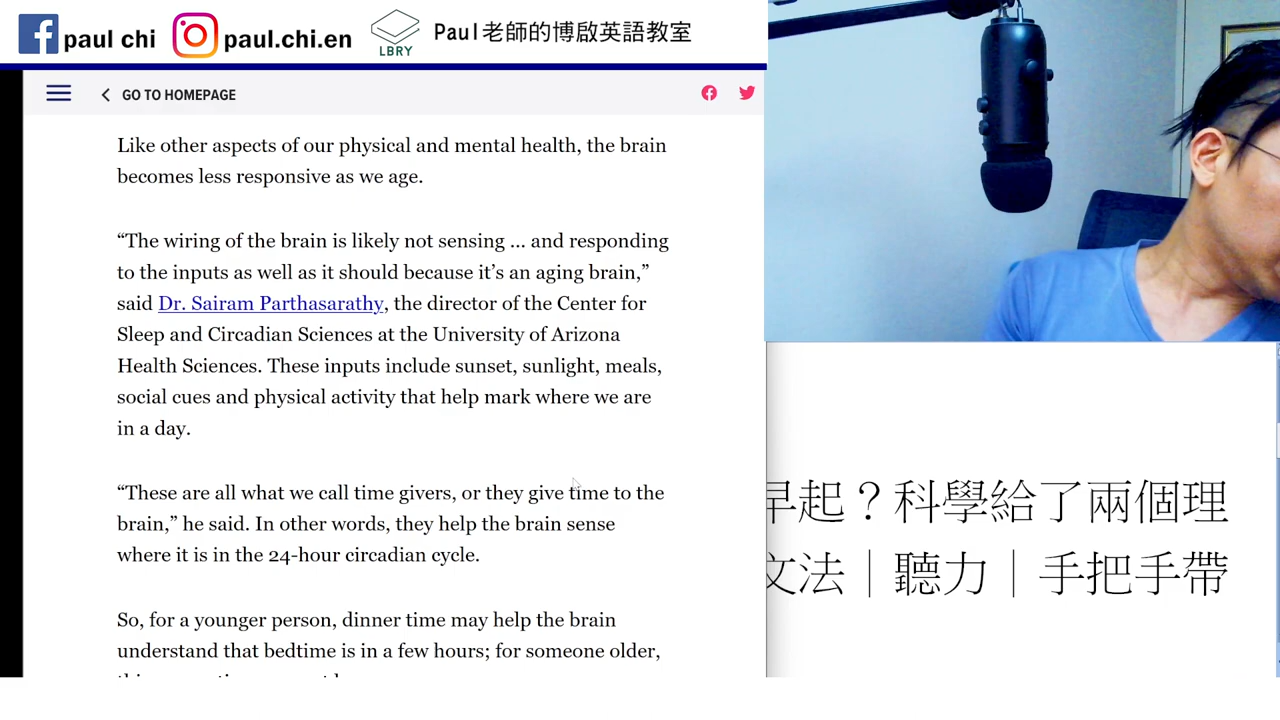 paul chi
paul.chi.en
LBRY
Paul老師的博啟英語教室
GO TO HOMEPAGE
Like other aspects of our physical and mental health, the brain
becomes less responsive as we age.
“The wiring of the brain is likely not sensing ... and responding
to the inputs as well as it should because it’s an aging brain,”
said Dr. Sairam Parthasarathy, the director of the Center for
Sleep and Circadian Sciences at the University of Arizona
Health Sciences. These inputs include sunset, sunlight, meals,
social cues and physical activity that help mark where we are
in a day.
“These are all what we call time givers, or they give time to the
brain,” he said. In other words, they help the brain sense
where it is in the 24-hour circadian cycle.
So, for a younger person, dinner time may help the brain
understand that bedtime is in a few hours; for someone older,
早起？科學給了兩個理
文法｜聽力｜手把手帶